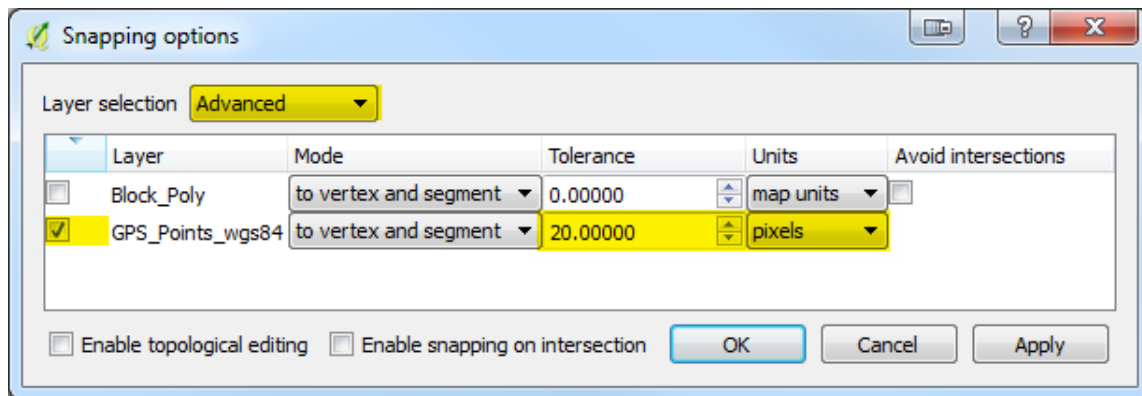 Snapping options
Layer selection Advanced
Layer Mode Tolerance Units Avoid intersections
Block_Poly to vertex and segment 0.00000 map units
GPS_Points_wgs84 to vertex and segment 20.00000 pixels
Enable topological editing Enable snapping on intersection OK Cancel Apply